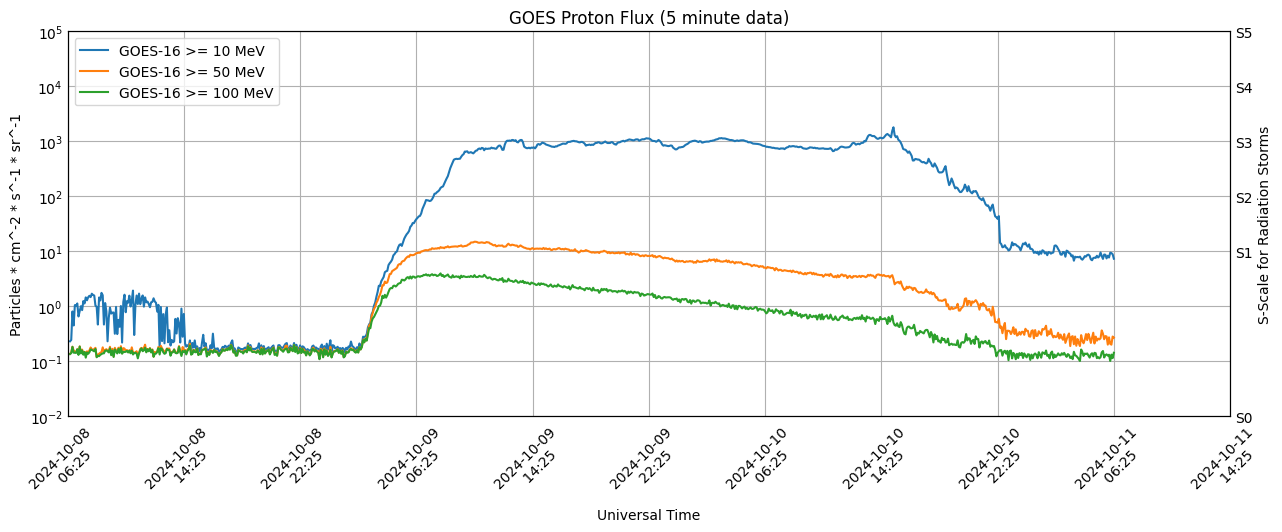 GOES Proton Flux (5 minute data)
GOES-16 >= 10 MeV
GOES-16 >= 50 MeV
GOES-16 >= 100 MeV
Particles * cm^-2 * s^-1 * sr^-1
10^5
10^4
10^3
10^2
10^1
10^0
10^-1
10^-2
S5
S4
S3
S2
S1
S0
S-Scale for Radiation Storms
2024-10-08
06:25
2024-10-08
14:25
2024-10-08
22:25
2024-10-09
06:25
2024-10-09
14:25
2024-10-09
22:25
2024-10-10
06:25
2024-10-10
14:25
2024-10-10
22:25
2024-10-11
06:25
2024-10-11
14:25
Universal Time